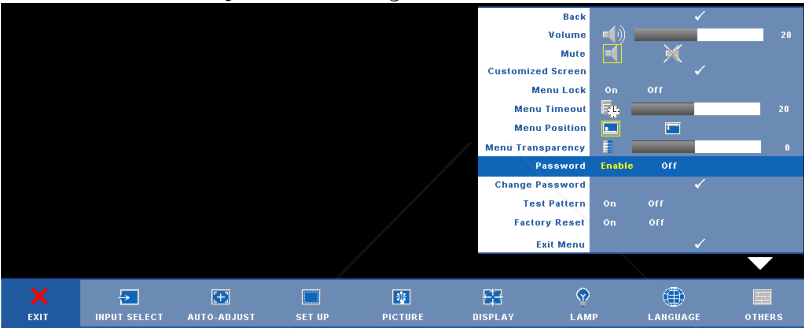 Back
Volume 20
Mute
Customized Screen
Menu Lock On Off
Menu Timeout 20
Menu Position
Menu Transparency 0
Password Enable Off
Change Password
Test Pattern On Off
Factory Reset On Off
Exit Menu
EXIT INPUT SELECT AUTO-ADJUST SET UP PICTURE DISPLAY LAMP LANGUAGE OTHERS